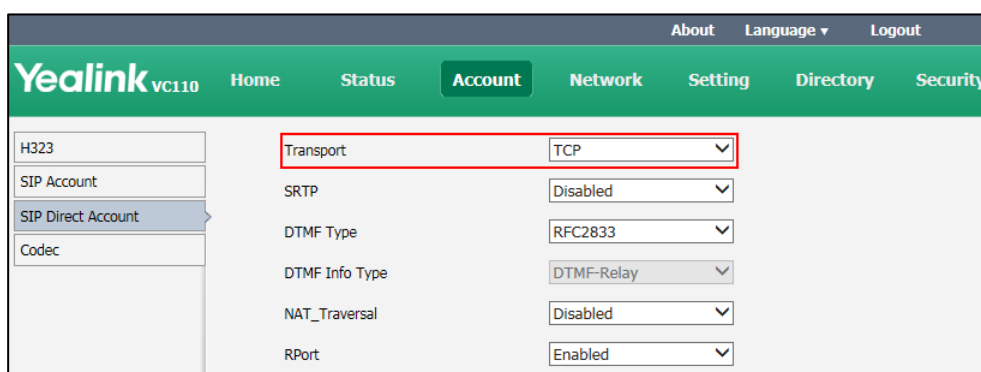 About Language ▾ Logout
Yealink VC110 Home Status Account Network Setting Directory Security
H323
SIP Account
SIP Direct Account
Codec
Transport TCP
SRTP Disabled
DTMF Type RFC2833
DTMF Info Type DTMF-Relay
NAT_Traversal Disabled
RPort Enabled